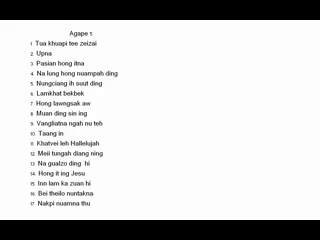 Agape 5
1 Tua khuapi tee zeizai
2 Upna
3 Pasian hong itna
4 Na lung hong nuampah ding
5 Nungciang ih suut ding
6 Lamkhat bekbek
7 Hong lawngsak aw
8 Muan ding sin ing
9 Vangliatna ngah nu teh
10 Taang in
11 Khatvei leh Hallelujah
12 Meii tungah diang ning
13 Na gualzo ding hi
14 Hong it ing Jesu
15 Inn lam ka zuan hi
16 Bei theilo nuntakna
17 Nakpi nuamna thu